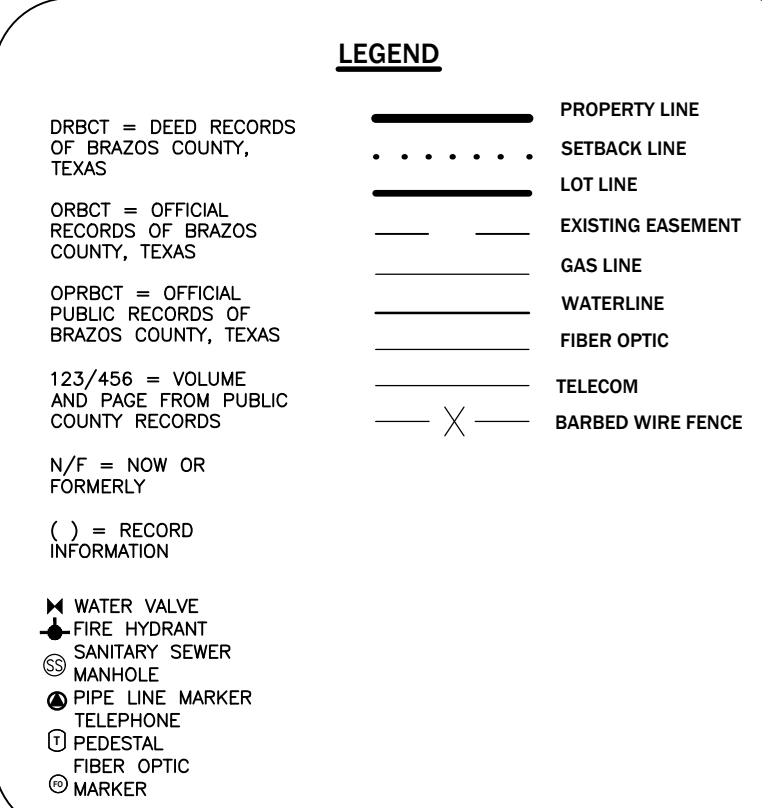 LEGEND
DRBCT = DEED RECORDS
OF BRAZOS COUNTY,
TEXAS
ORBCT = OFFICIAL
RECORDS OF BRAZOS
COUNTY, TEXAS
OPRBCT = OFFICIAL
PUBLIC RECORDS OF
BRAZOS COUNTY, TEXAS
123/456 = VOLUME
AND PAGE FROM PUBLIC
COUNTY RECORDS
N/F = NOW OR
FORMERLY
( ) = RECORD
INFORMATION
WATER VALVE
FIRE HYDRANT
SANITARY SEWER
SS MANHOLE
PIPE LINE MARKER
TELEPHONE
T PEDESTAL
FIBER OPTIC
FO MARKER
PROPERTY LINE
SETBACK LINE
LOT LINE
EXISTING EASEMENT
GAS LINE
WATERLINE
FIBER OPTIC
TELECOM
X BARBED WIRE FENCE